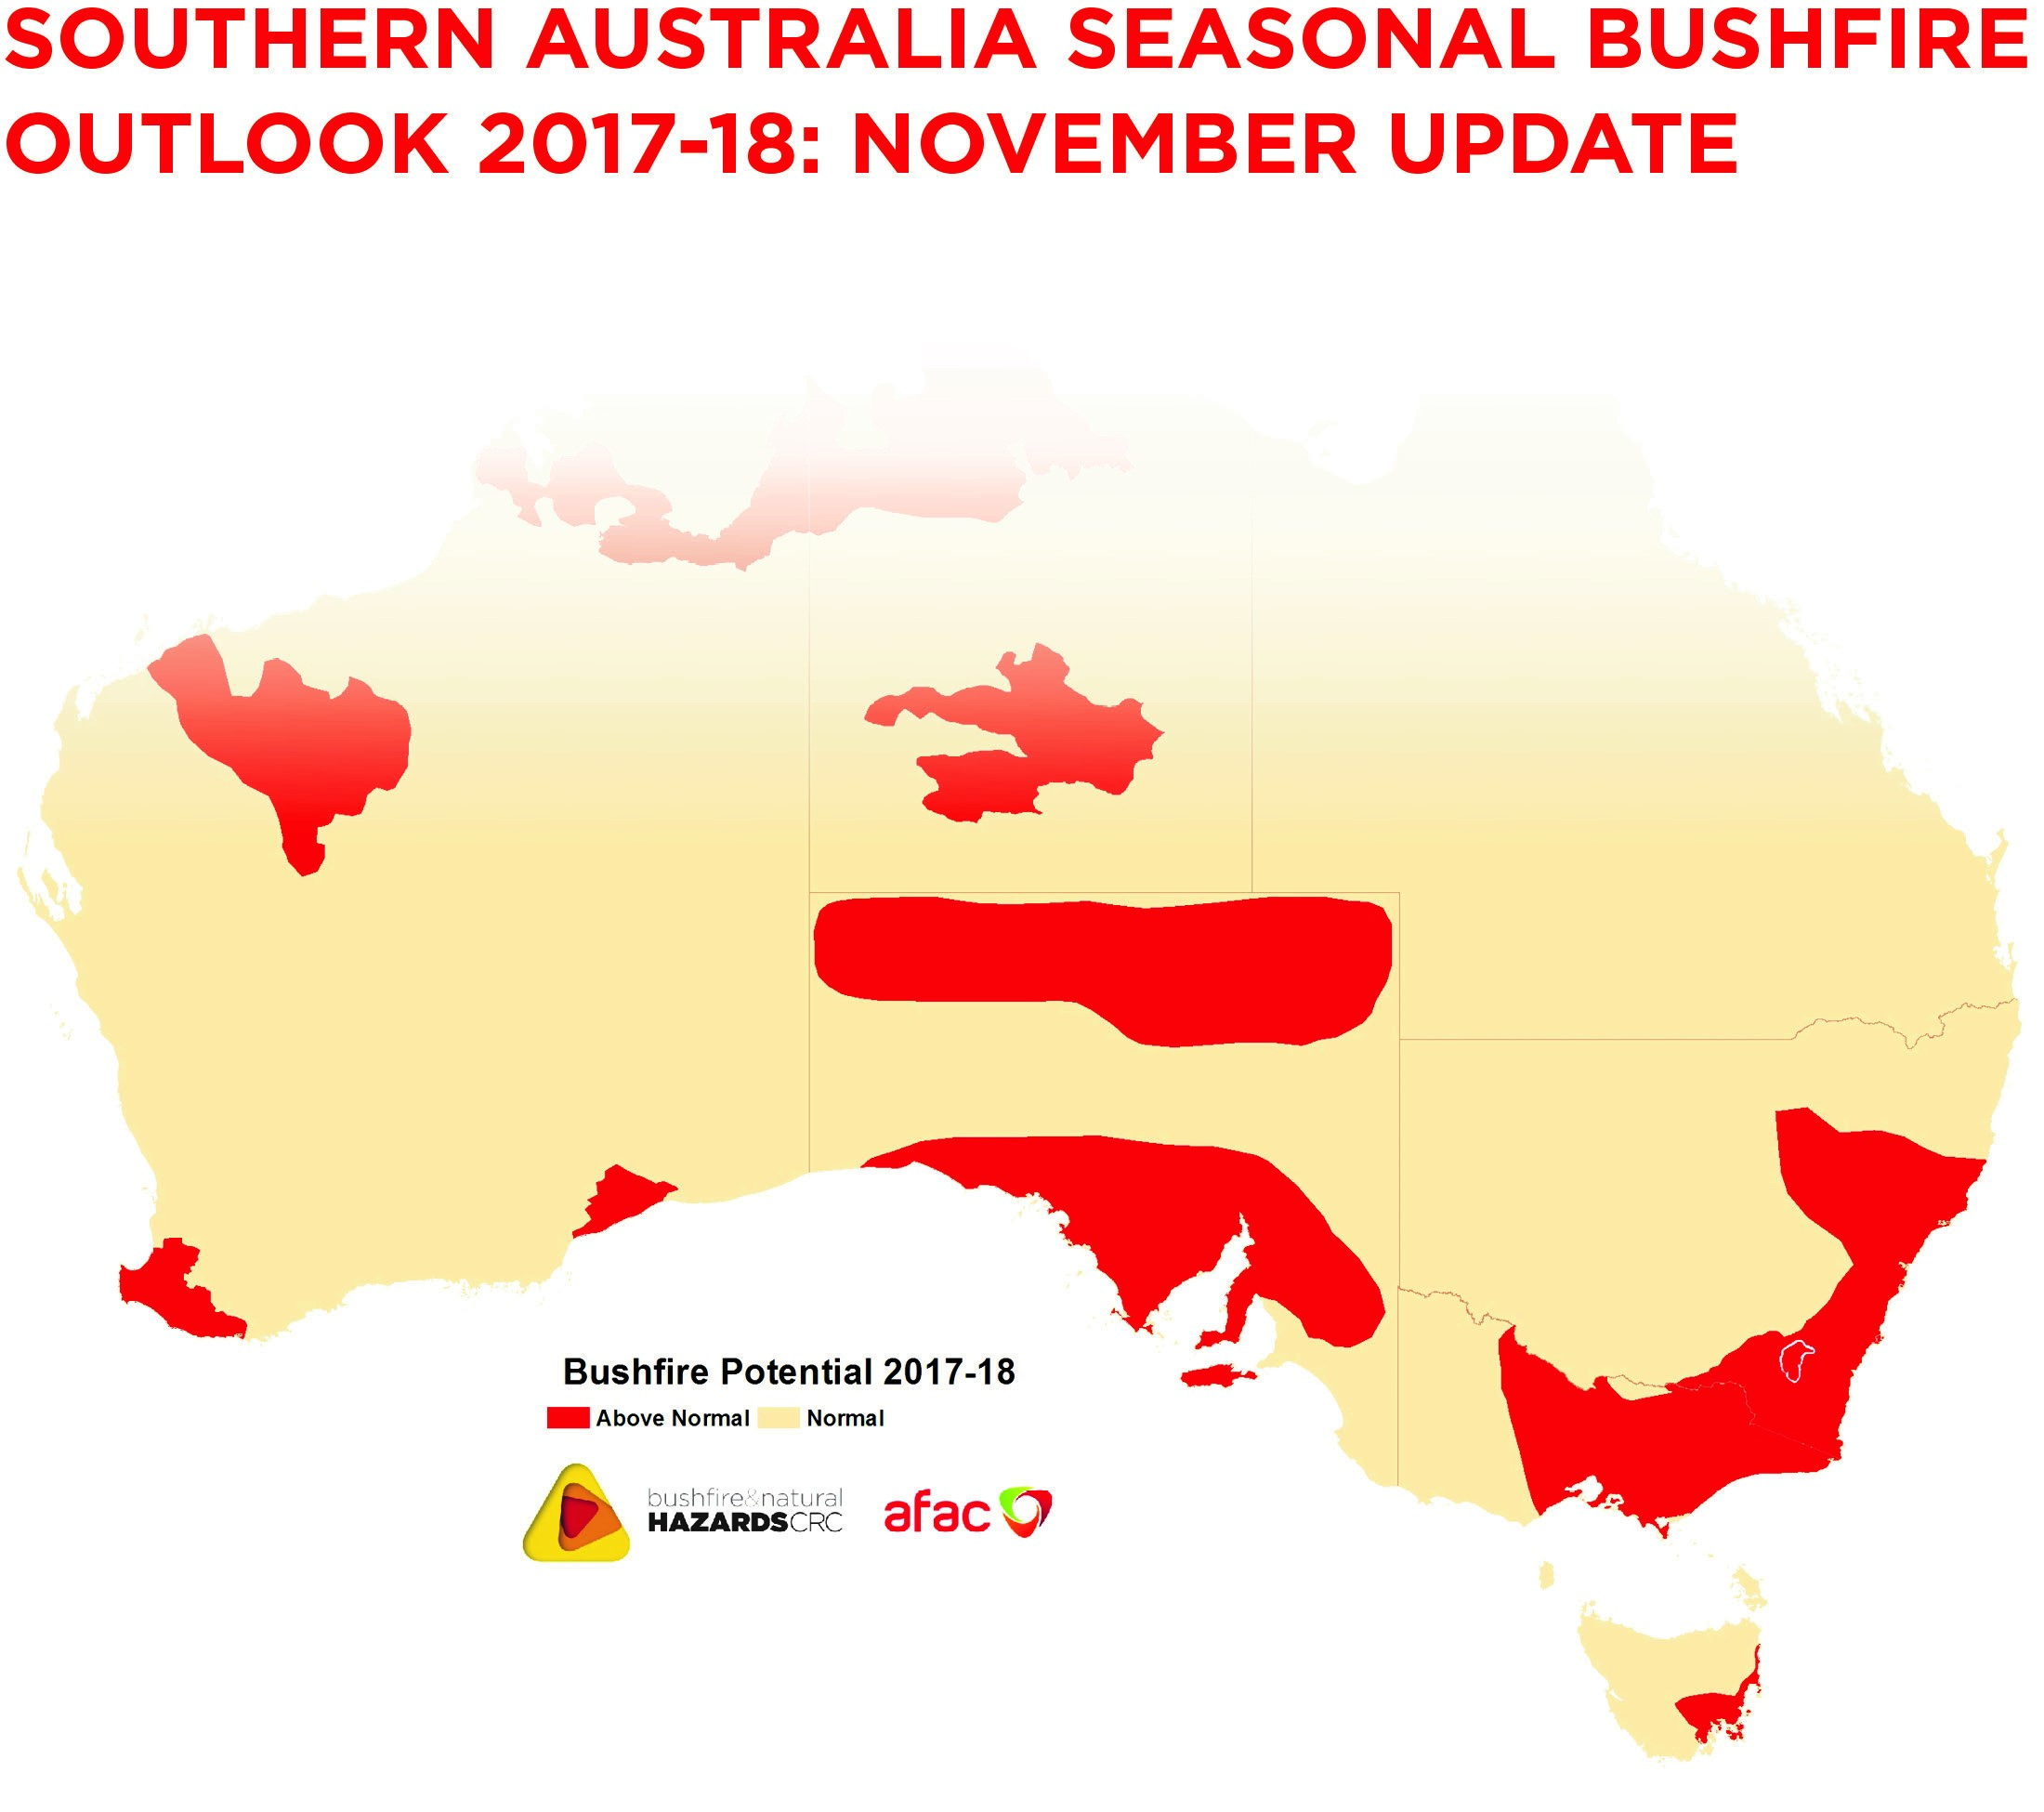 SOUTHERN AUSTRALIA SEASONAL BUSHFIRE
OUTLOOK 2017-18: NOVEMBER UPDATE
Bushfire Potential 2017-18
Above Normal Normal
bushfire&natural
HAZARDSCRC
afac